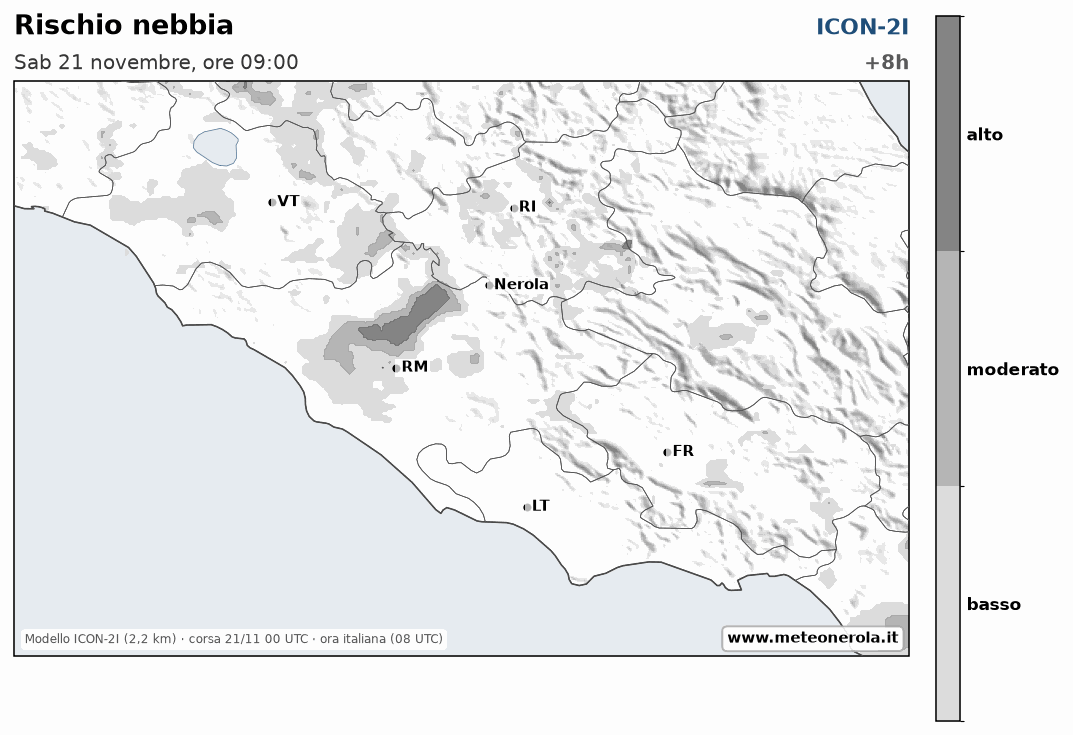 Rischio nebbia
ICON-2I
Sab 21 novembre, ore 09:00
+8h
alto
VT
RI
Nerola
moderato
RM
FR
LT
basso
Modello ICON-2I (2,2 km) · corsa 21/11 00 UTC · ora italiana (08 UTC)
www.meteonerola.it